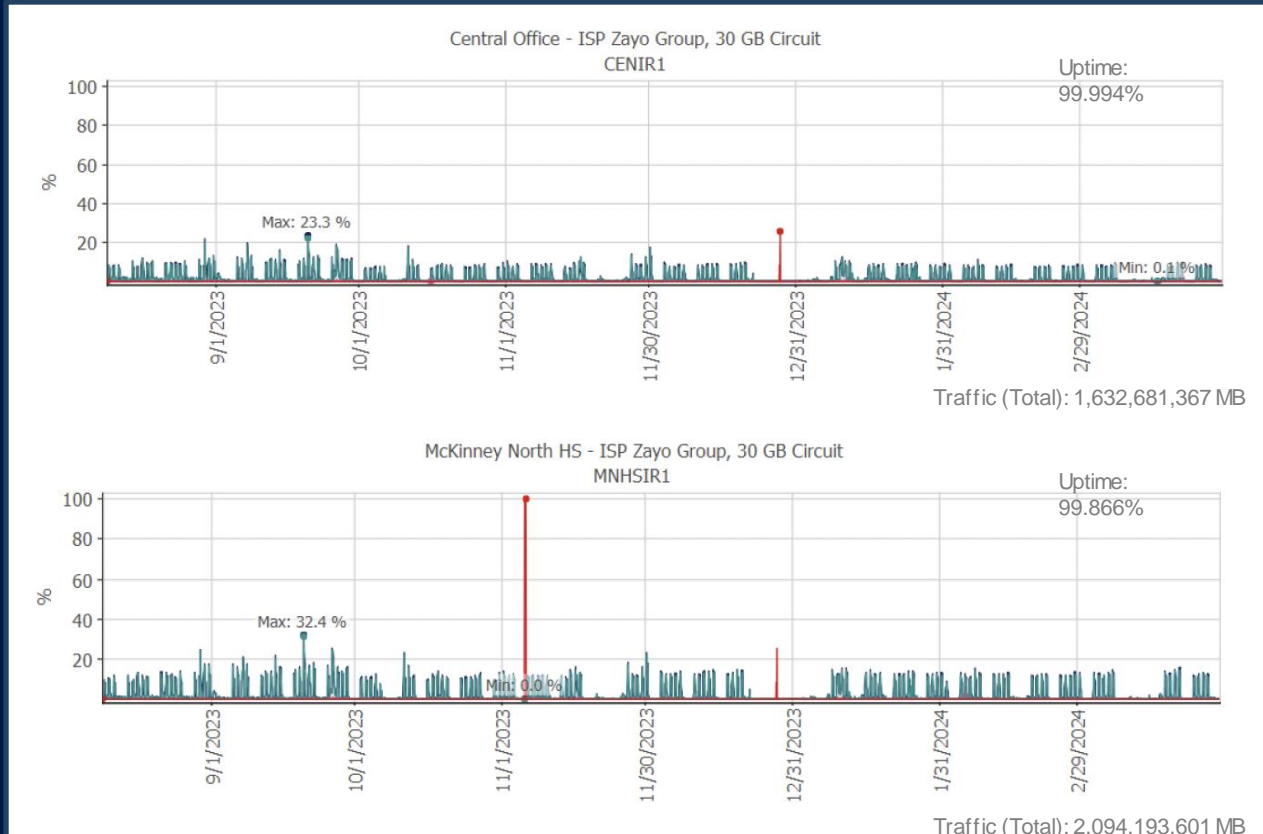 Central Office - ISP Zayo Group, 30 GB Circuit
CENIR1
Uptime:
99.994%
100
80
60
40
20
%
Max: 23.3 %
Min: 0.1 %
9/1/2023
10/1/2023
11/1/2023
11/30/2023
12/31/2023
1/31/2024
2/29/2024
Traffic (Total): 1,632,681,367 MB
McKinney North HS - ISP Zayo Group, 30 GB Circuit
MNHSIR1
Uptime:
99.866%
100
80
60
40
20
%
Max: 32.4 %
Min: 0.0 %
9/1/2023
10/1/2023
11/1/2023
11/30/2023
12/31/2023
1/31/2024
2/29/2024
Traffic (Total): 2,094,193,601 MB